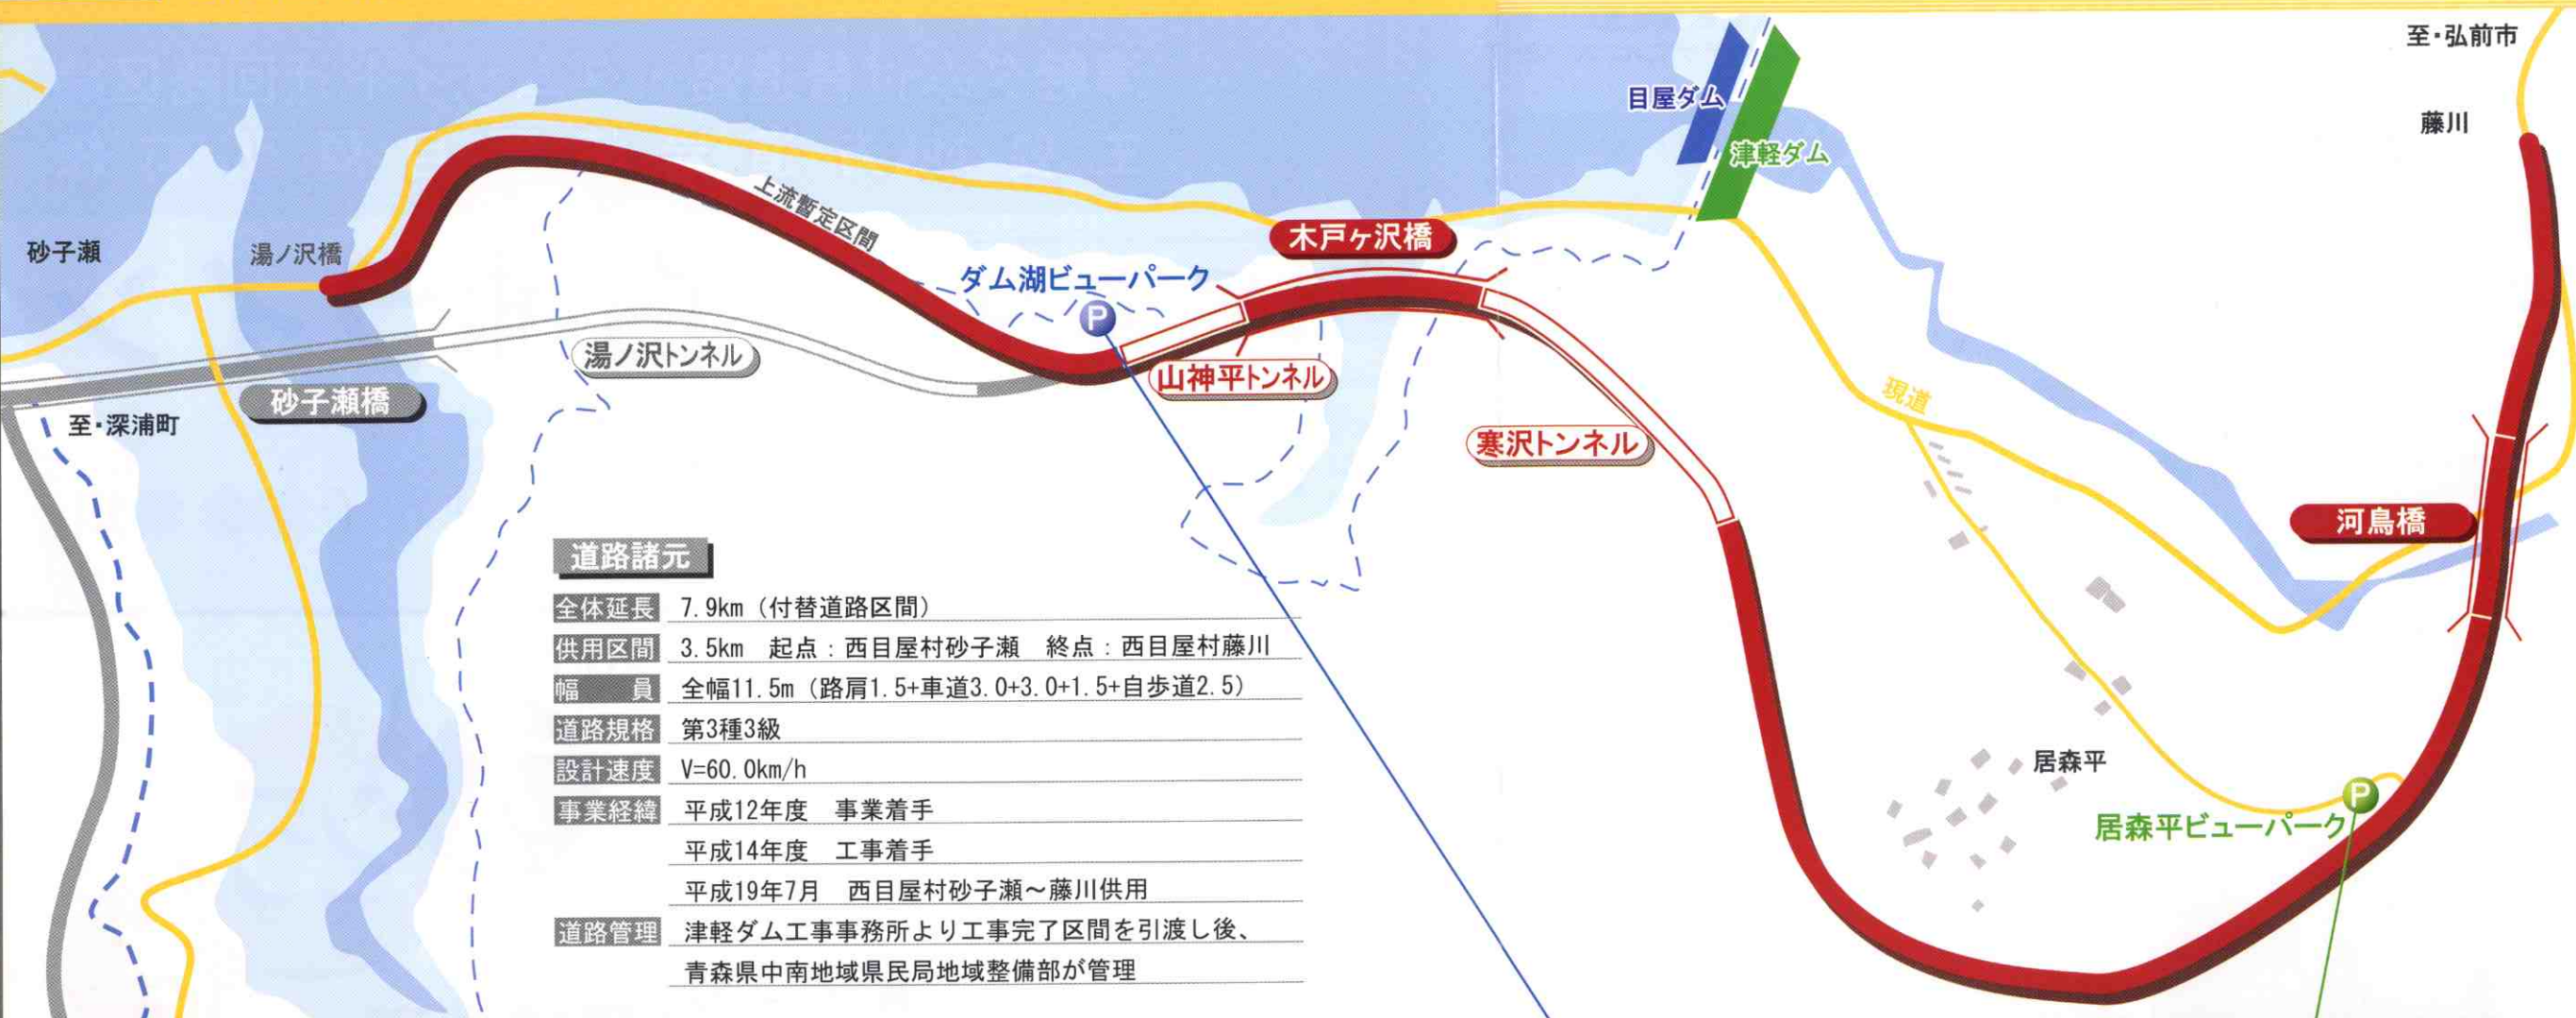 至・弘前市
藤川
目屋ダム
津軽ダム
上流暫定区間
砂子瀬
湯ノ沢橋
木戸ヶ沢橋
ダム湖ビューパーク
P
湯ノ沢トンネル
山神平トンネル
砂子瀬橋
至・深浦町
現道
寒沢トンネル
河鳥橋
居森平
P
居森平ビューパーク
道路諸元
全体延長 7.9km（付替道路区間）
供用区間 3.5km 起点：西目屋村砂子瀬 終点：西目屋村藤川
幅員 全幅11.5m（路肩1.5+車道3.0+3.0+1.5+自歩道2.5）
道路規格 第3種3級
設計速度 V=60.0km/h
事業経緯 平成12年度 事業着手
平成14年度 工事着手
平成19年7月 西目屋村砂子瀬～藤川供用
道路管理 津軽ダム工事事務所より工事完了区間を引渡し後、
青森県中南地域県民局地域整備部が管理